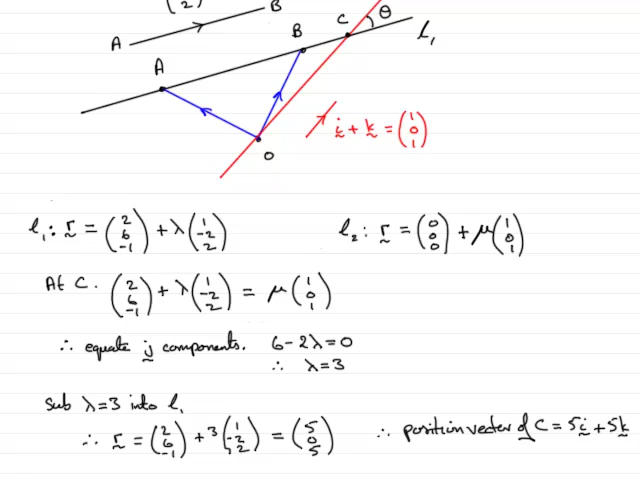 2) B
A
A
B
C
θ
l₁
O
i + k = (1 0 1)
l₁: r = (2 6 -1) + λ(1 -2 2)
l₂: r = (0 0 0) + μ(1 0 1)
At C. (2 6 -1) + λ(1 -2 2) = μ(1 0 1)
∴ equate j components. 6 - 2λ = 0
∴ λ = 3
Sub λ = 3 into l₁
∴ r = (2 6 -1) + 3(1 -2 2) = (5 0 5) ∴ position vector of C = 5i + 5k